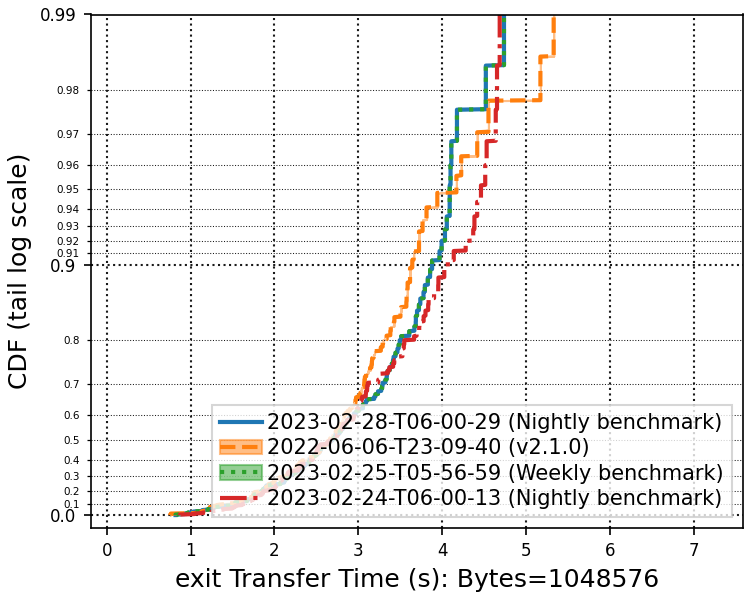 CDF (tail log scale)
0.99
0.98
0.97
0.96
0.95
0.94
0.93
0.92
0.91
0.9
0.8
0.7
0.6
0.5
0.4
0.3
0.2
0.1
0.0
2023-02-28-T06-00-29 (Nightly benchmark)
2022-06-06-T23-09-40 (v2.1.0)
2023-02-25-T05-56-59 (Weekly benchmark)
2023-02-24-T06-00-13 (Nightly benchmark)
0 1 2 3 4 5 6 7
exit Transfer Time (s): Bytes=1048576